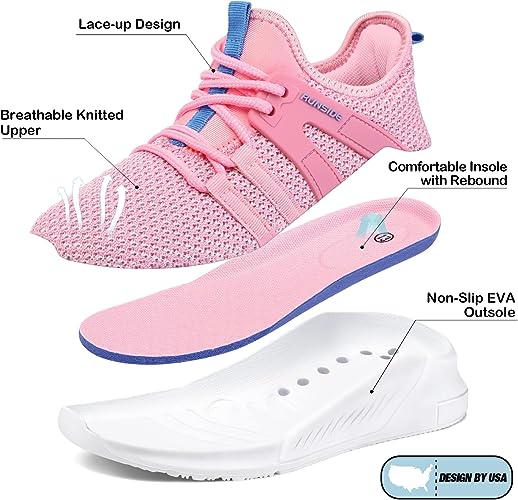 Lace-up Design
RUNSIDE
Breathable Knitted
Upper
Comfortable Insole
with Rebound
Non-Slip EVA
Outsole
DESIGN BY USA